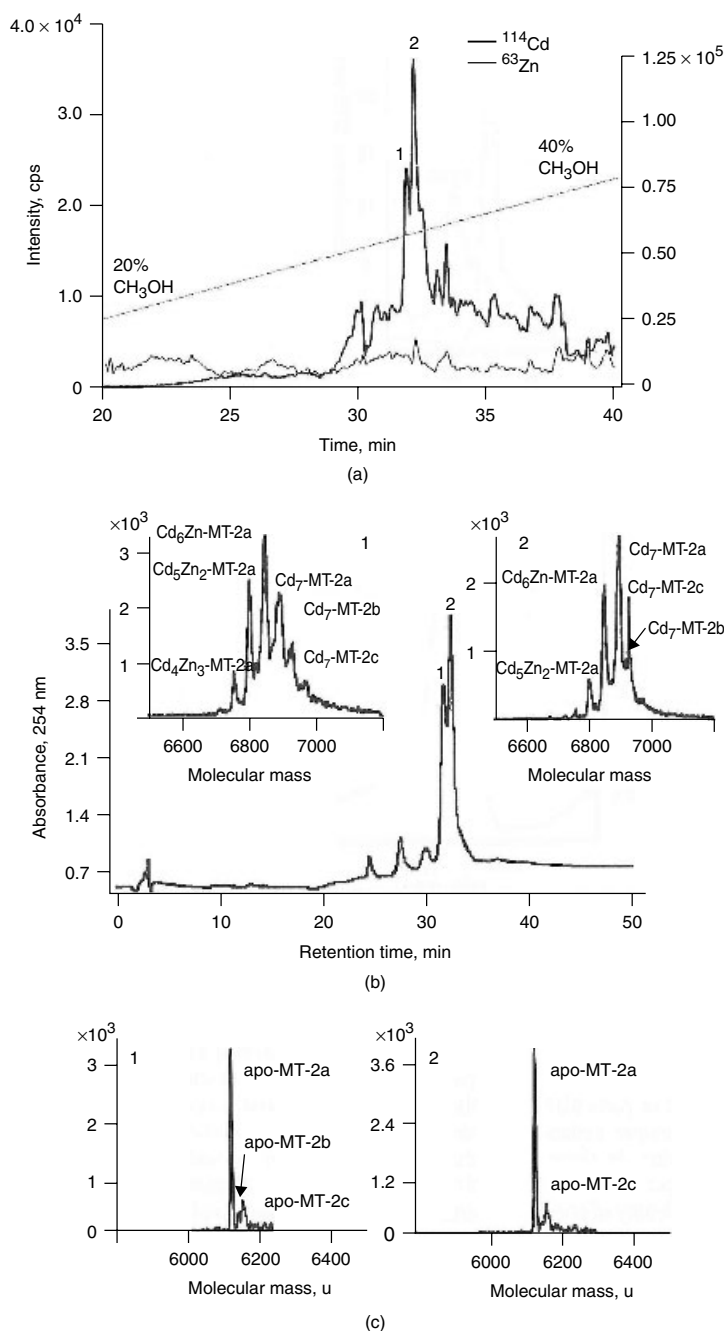 4.0 × 10⁴
2
¹¹⁴Cd
⁶³Zn
1.25 × 10⁵
3.0
1.00
1
40%
CH₃OH
2.0
0.75
Intensity, cps
0.50
20%
CH₃OH
1.0
0.25
0
0
20
25
30
35
40
Time, min
(a)
×10³
Cd₆Zn-MT-2a
1
3
Cd₅Zn₂-MT-2a
Cd₇-MT-2a
2
Cd₇-MT-2b
1
Cd₄Zn₃-MT-2a
Cd₇-MT-2c
6600
6800
7000
Molecular mass
×10³
2
Cd₇-MT-2a
Cd₆Zn-MT-2a
2
Cd₇-MT-2c
1
Cd₇-MT-2b
Cd₅Zn₂-MT-2a
6600
6800
7000
Molecular mass
2
1
3.5
2.8
2.1
1.4
0.7
Absorbance, 254 nm
0
10
20
30
40
50
Retention time, min
(b)
×10³
1
3
apo-MT-2a
2
apo-MT-2b
1
apo-MT-2c
0
6000
6200
6400
Molecular mass, u
×10³
2
3.6
apo-MT-2a
2.4
1.2
apo-MT-2c
0
6000
6200
6400
Molecular mass, u
(c)